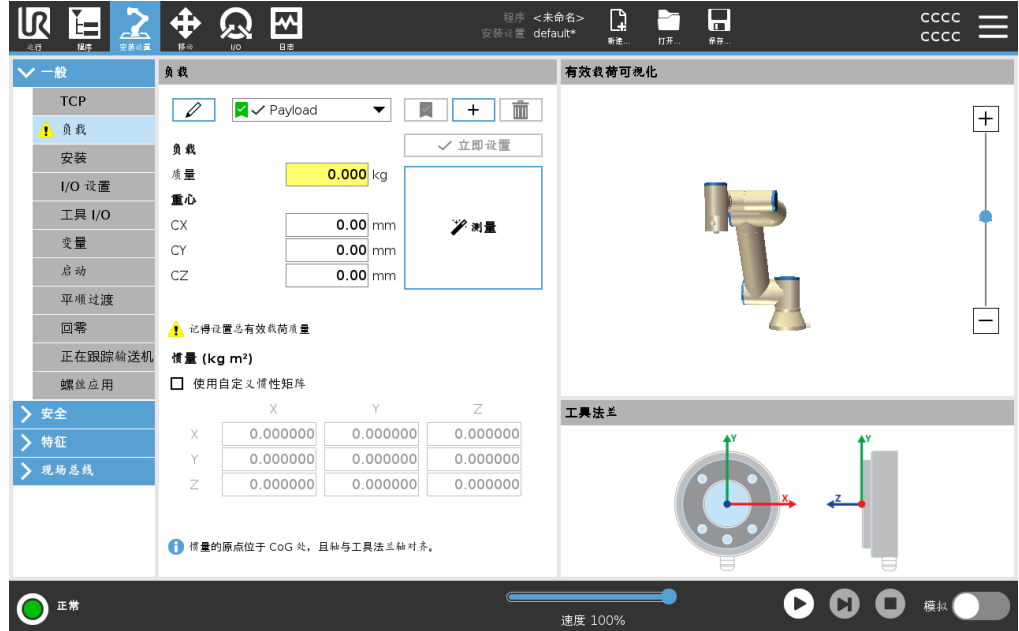 UR
程序 <未命名>
安装设置 default*
CCCC
CCCC
运行 程序 安装设置 移动 I/O 日志 新建... 打开... 保存...
一般
TCP
负载
安装
I/O 设置
工具 I/O
变量
启动
平顺过渡
回零
正在跟踪输送机
螺丝应用
安全
特征
现场总线
负载
Payload
负载
立即设置
质量 0.000 kg
重心
CX 0.00 mm
CY 0.00 mm
CZ 0.00 mm
测量
记得设置总有效载荷质量
惯量 (kg m²)
使用自定义惯性矩阵
X Y Z
X 0.000000 0.000000 0.000000
Y 0.000000 0.000000 0.000000
Z 0.000000 0.000000 0.000000
惯量的原点位于 CoG 处，且轴与工具法兰轴对齐。
有效载荷可视化
工具法兰
Y
X
Y
Z
正常
速度 100%
模拟